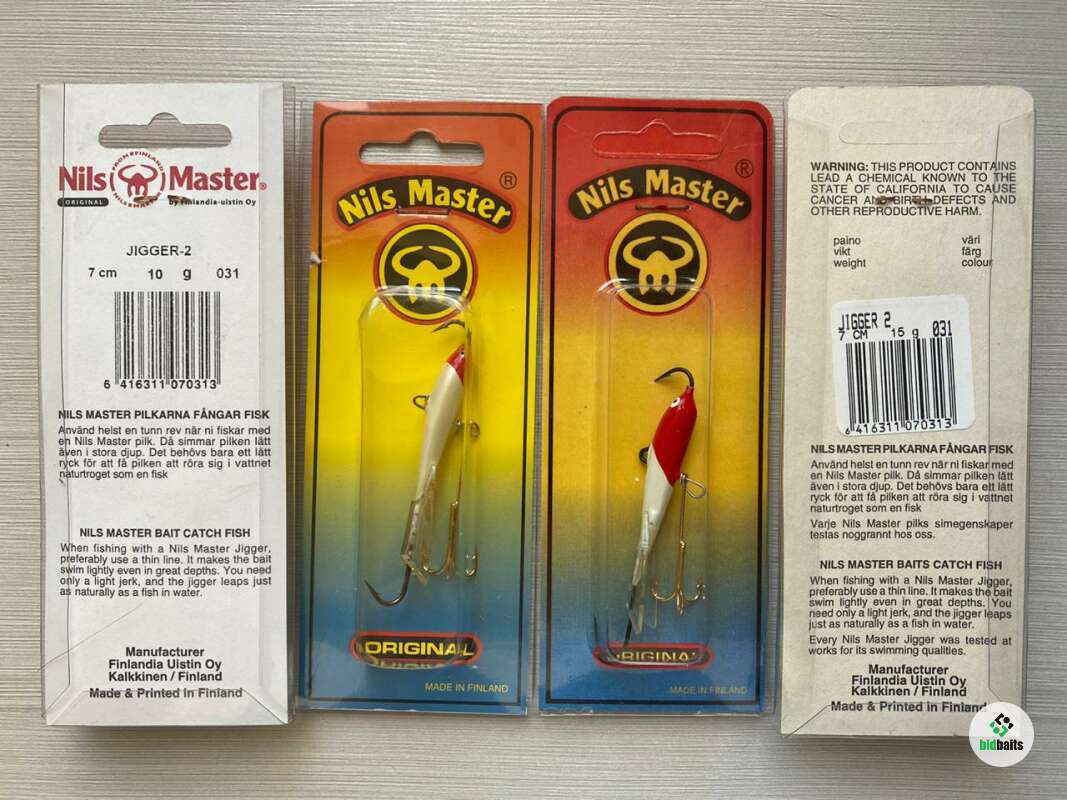 Nils Master®
FROM FINLAND
ORIGINAL
by Finlandia-uistin Oy
JIGGER-2
7 cm 10 g 031
6 416311 070313
NILS MASTER PILKARNA FÅNGAR FISK
Använd helst en tunn rev när ni fiskar med
en Nils Master pilk. Då simmar pilken lätt
även i stora djup. Det behövs bara ett lätt
ryck för att få pilken att röra sig i vattnet
naturtroget som en fisk
NILS MASTER BAIT CATCH FISH
When fishing with a Nils Master Jigger,
preferably use a thin line. It makes the bait
swim lightly even in great depths. You need
only a light jerk, and the jigger leaps just
as naturally as a fish in water.
Manufacturer
Finlandia Uistin Oy
Kalkkinen / Finland
Made & Printed in Finland
Nils Master ®
ORIGINAL
MADE IN FINLAND
Nils Master ®
ORIGINAL
MADE IN FINLAND
WARNING: THIS PRODUCT CONTAINS
LEAD A CHEMICAL KNOWN TO THE
STATE OF CALIFORNIA TO CAUSE
CANCER AND BIRTH DEFECTS AND
OTHER REPRODUCTIVE HARM.
paino väri
vikt färg
weight colour
JIGGER 2
7 CM 15 g 031
6 416311 070313
NILS MASTER PILKARNA FÅNGAR FISK
Använd helst en tunn rev när ni fiskar med
en Nils Master pilk. Då simmar pilken lätt
även i stora djup. Det behövs bara ett lätt
ryck för att få pilken att röra sig i vattnet
naturtroget som en fisk
Varje Nils Master pilks simegenskaper
testas noggrannt hos oss.
NILS MASTER BAITS CATCH FISH
When fishing with a Nils Master Jigger,
preferably use a thin line. It makes the bait
swim lightly even in great depths. You need
only a light jerk, and the jigger leaps just
as naturally as a fish in water.
Every Nils Master Jigger was tested at
works for its swimming qualities.
Manufacturer
Finlandia Uistin Oy
Kalkkinen / Finland
Made & Printed in Finland
bidbaits